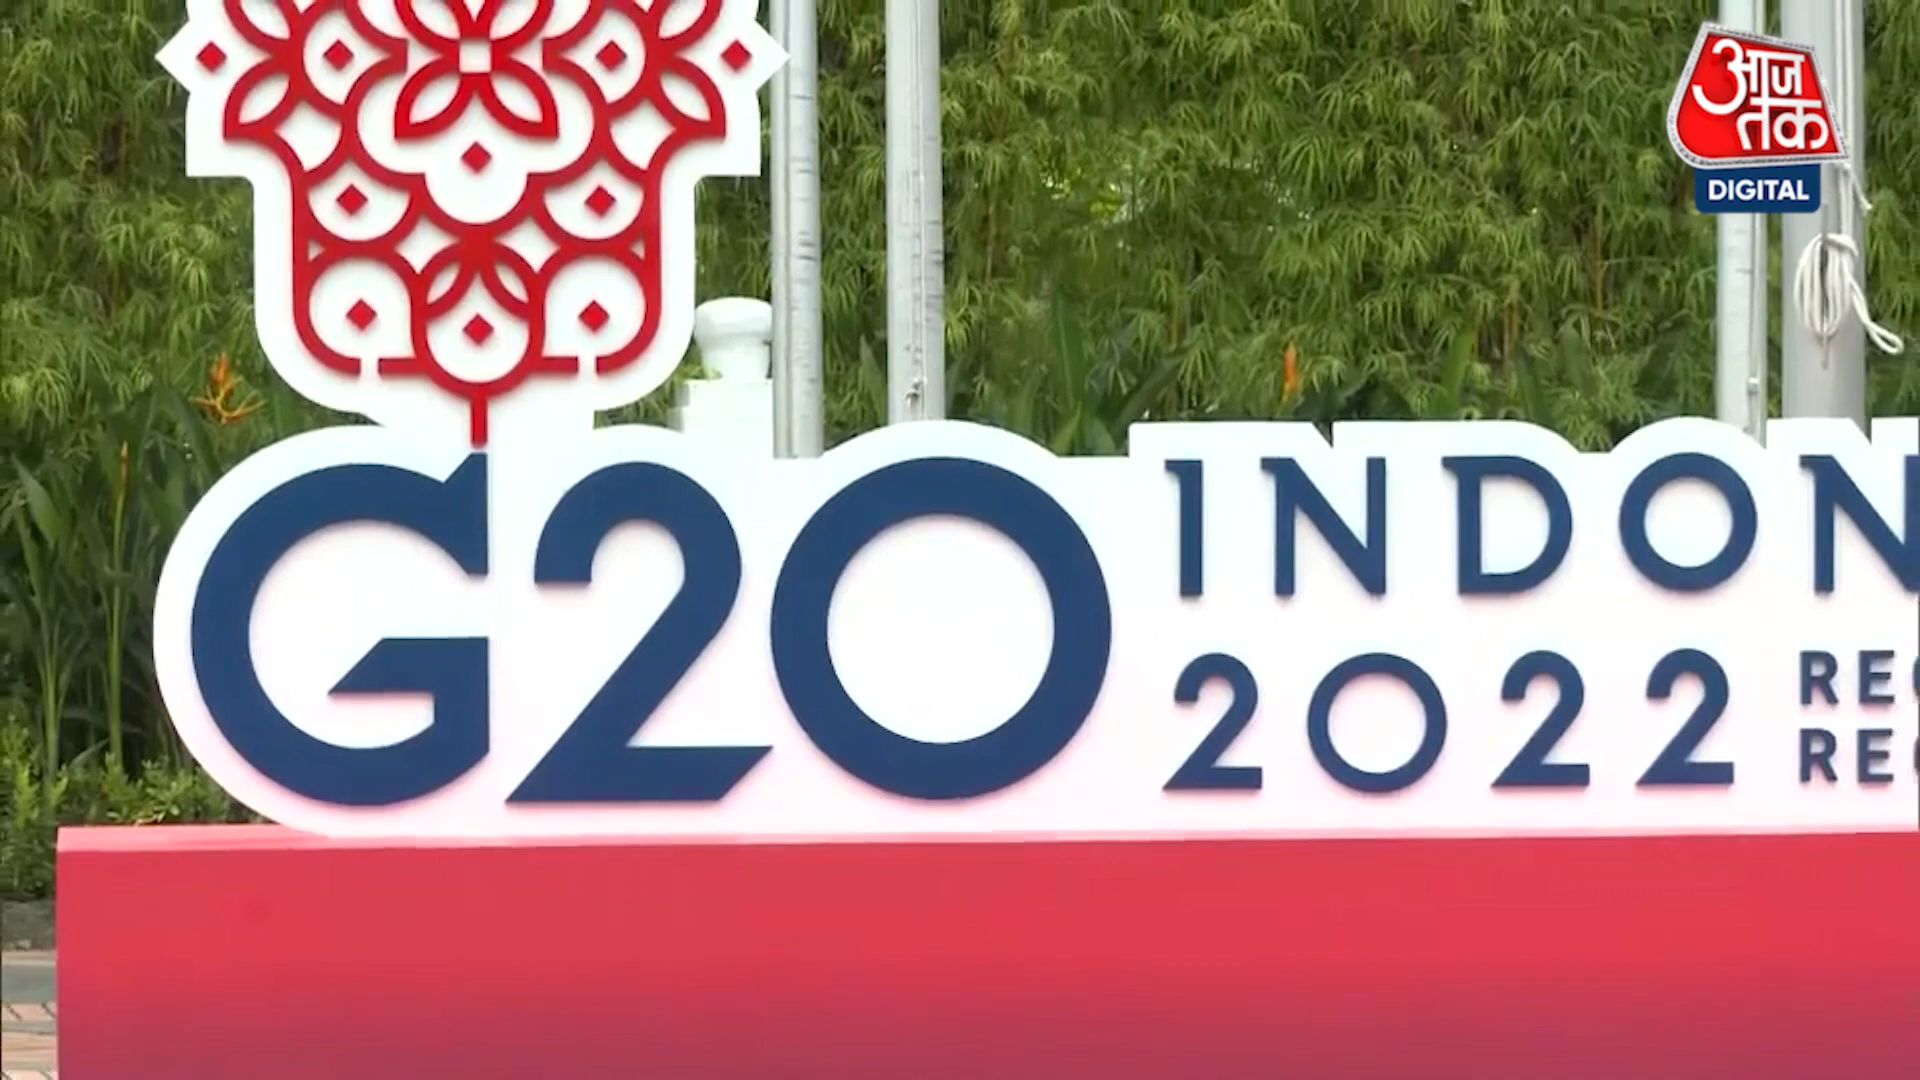 आज
तक
DIGITAL
G20
INDON
2022
RE
RE